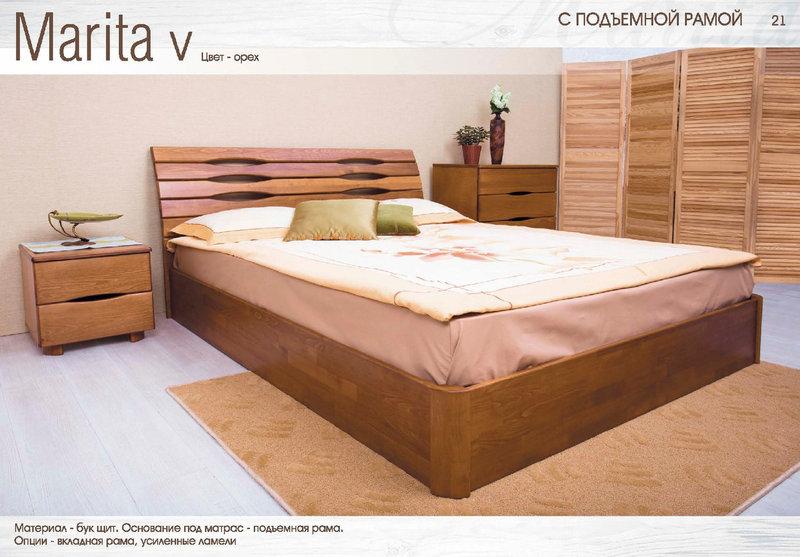 Marita v
Цвет - орех
С ПОДЪЕМНОЙ РАМОЙ 21
Материал - бук щит. Основание под матрас - подъемная рама.
Опции - вкладная рама, усиленные ламели